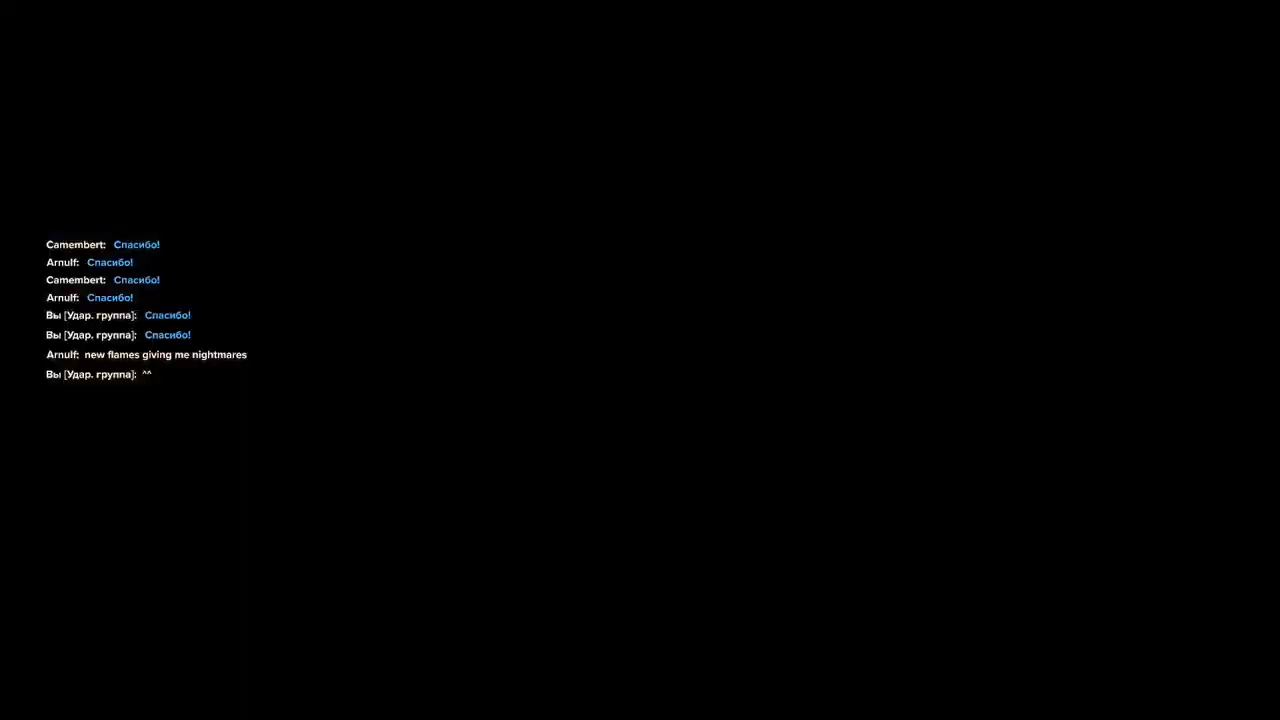 Camembert: Спасибо!
Arnulf: Спасибо!
Camembert: Спасибо!
Arnulf: Спасибо!
Вы [Удар. группа]: Спасибо!
Вы [Удар. группа]: Спасибо!
Arnulf: new flames giving me nightmares
Вы [Удар. группа]: ^^